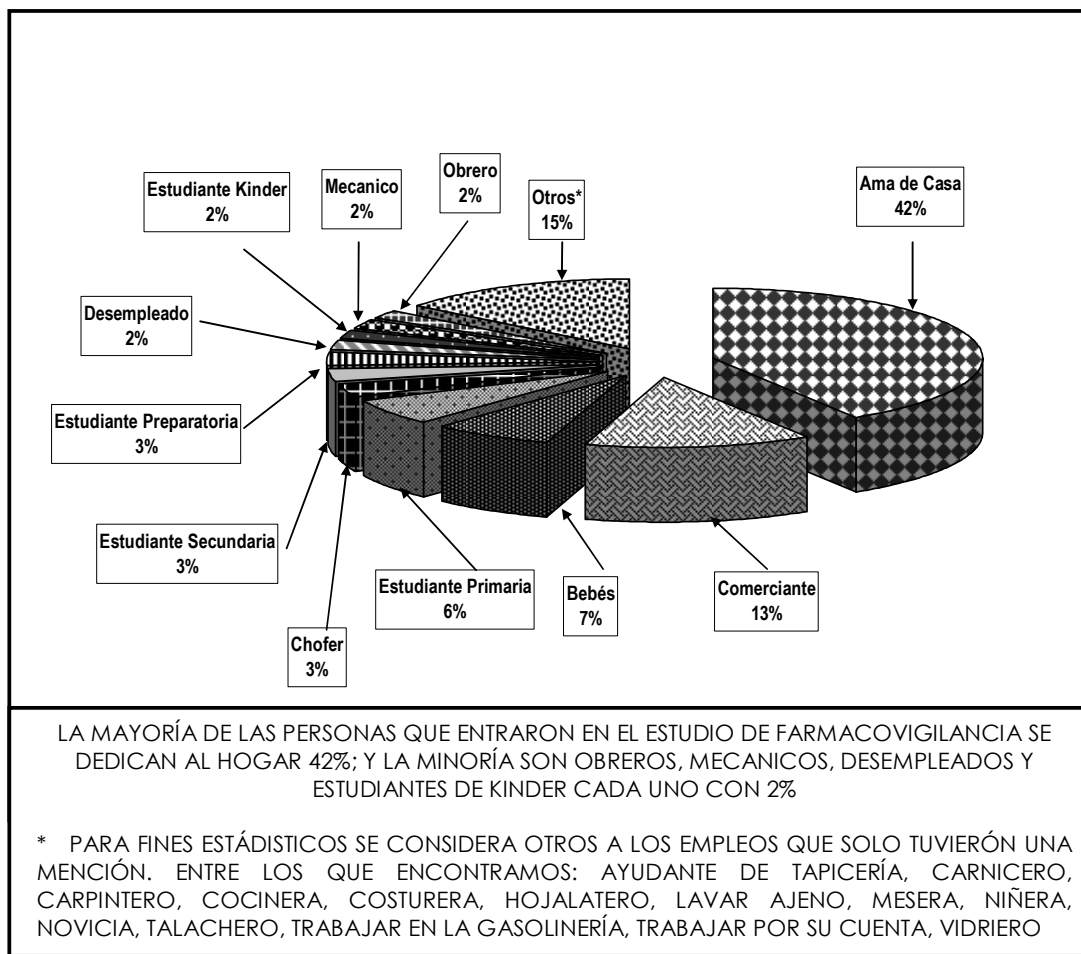 Obrero
2%
Mecanico
2%
Estudiante Kinder
2%
Otros*
15%
Ama de Casa
42%
Desempleado
2%
Estudiante Preparatoria
3%
Estudiante Secundaria
3%
Chofer
3%
Estudiante Primaria
6%
Bebés
7%
Comerciante
13%
LA MAYORÍA DE LAS PERSONAS QUE ENTRARON EN EL ESTUDIO DE FARMACOVIGILANCIA SE
DEDICAN AL HOGAR 42%; Y LA MINORÍA SON OBREROS, MECANICOS, DESEMPLEADOS Y
ESTUDIANTES DE KINDER CADA UNO CON 2%
* PARA FINES ESTÁDISTICOS SE CONSIDERA OTROS A LOS EMPLEOS QUE SOLO TUVIERÓN UNA
MENCIÓN. ENTRE LOS QUE ENCONTRAMOS: AYUDANTE DE TAPICERÍA, CARNICERO,
CARPINTERO, COCINERA, COSTURERA, HOJALATERO, LAVAR AJENO, MESERA, NIÑERA,
NOVICIA, TALACHERO, TRABAJAR EN LA GASOLINERÍA, TRABAJAR POR SU CUENTA, VIDRIERO